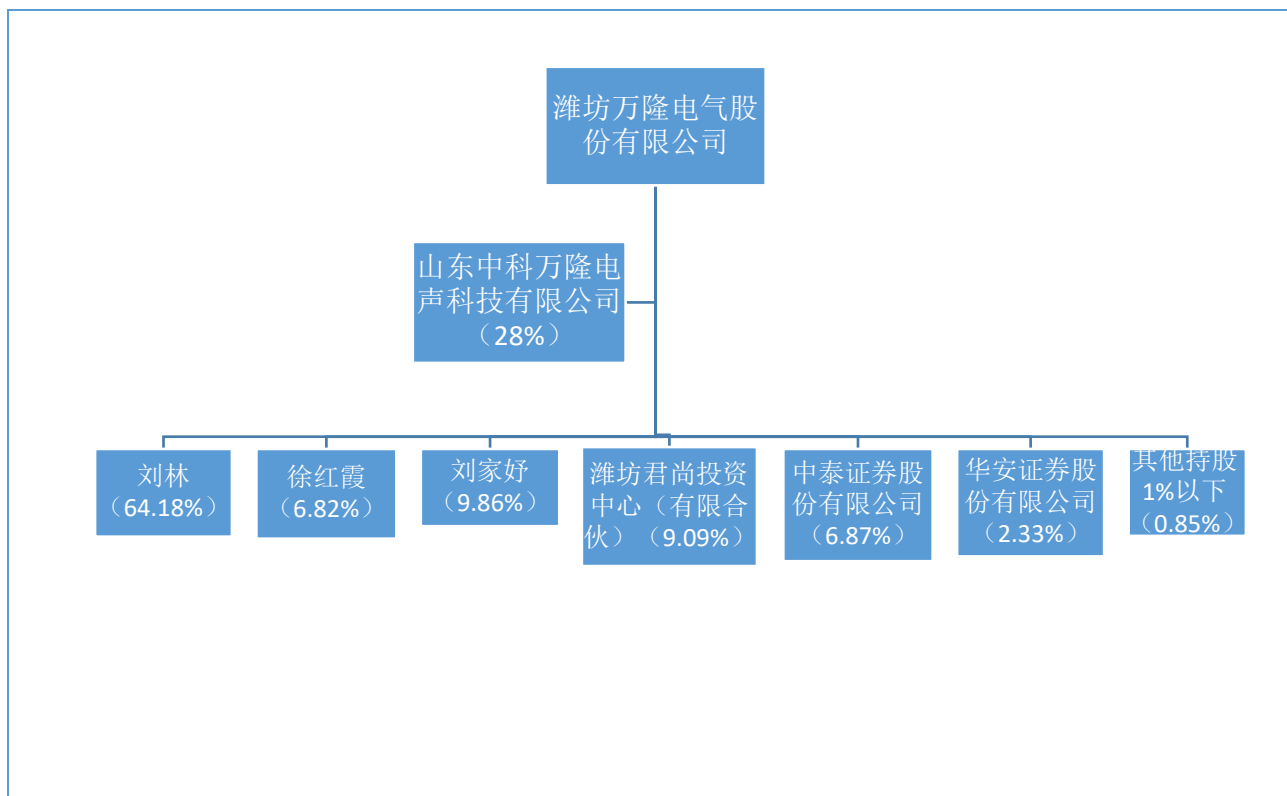 潍坊万隆电气股
份有限公司
山东中科万隆电
声科技有限公司
（28%）
刘林
（64.18%）
徐红霞
（6.82%）
刘家妤
（9.86%）
潍坊君尚投资
中心（有限合
伙）（9.09%）
中泰证券股
份有限公司
（6.87%）
华安证券股
份有限公司
（2.33%）
其他持股
1%以下
（0.85%）